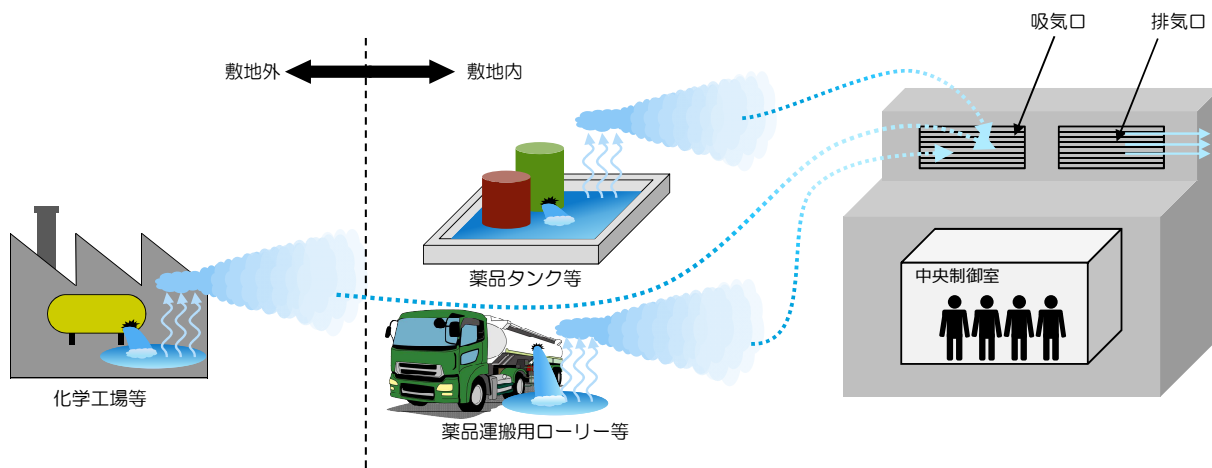 吸気口
排気口
敷地外
敷地内
薬品タンク等
中央制御室
化学工場等
薬品運搬用ローリー等